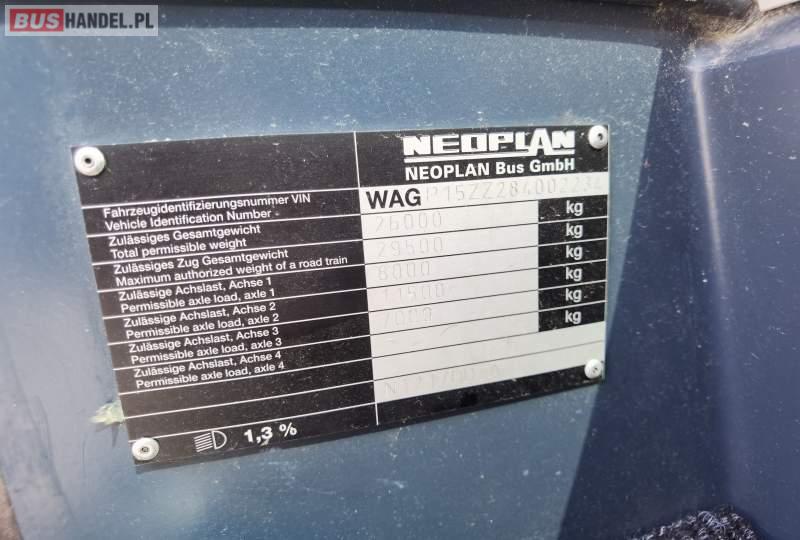 BUSHANDEL.PL
NEOPLAN
NEOPLAN Bus GmbH
Fahrzeugidentifizierungsnummer VIN
Vehicle Identification Number
WAG
Zulässiges Gesamtgewicht
Total permissible weight
26000 kg
Zulässiges Zug Gesamtgewicht
Maximum authorized weight of a road train
29500 kg
Zulässige Achslast, Achse 1
Permissible axle load, axle 1
8000 kg
Zulässige Achslast, Achse 2
Permissible axle load, axle 2
11500 kg
Zulässige Achslast, Achse 3
Permissible axle load, axle 3
7000 kg
Zulässige Achslast, Achse 4
Permissible axle load, axle 4
1,3 %